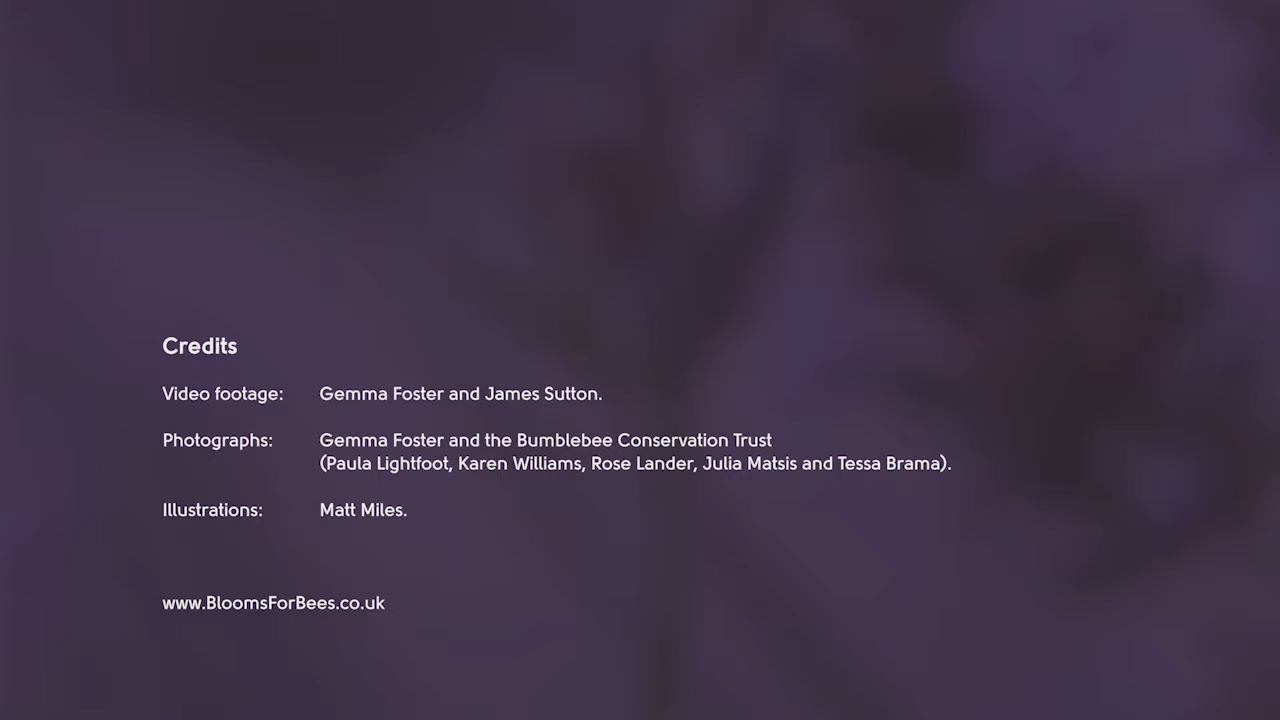 Credits
Video footage: Gemma Foster and James Sutton.
Photographs: Gemma Foster and the Bumblebee Conservation Trust
(Paula Lightfoot, Karen Williams, Rose Lander, Julia Matsis and Tessa Brama).
Illustrations: Matt Miles.
www.BloomsForBees.co.uk